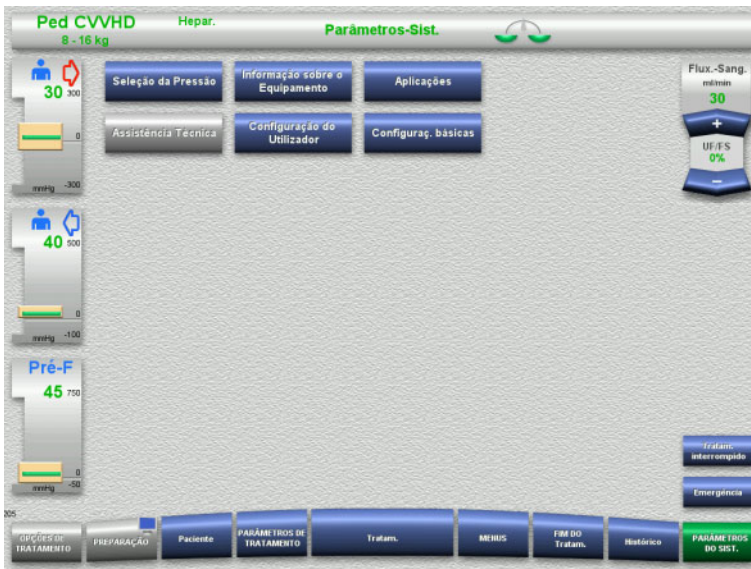 Ped CVVHD
Hepar.
Parâmetros-Sist.
8 - 16 kg
30
300
0
mmHg
-300
Seleção da Pressão
Informação sobre o
Equipamento
Aplicações
Assistência Técnica
Configuração do
Utilizador
Configuraç. básicas
Flux.-Sang.
ml/min
30
+
UF/FS
0%
−
40
500
0
mmHg
-100
Pré-F
45
750
0
mmHg
-50
Tratam.
interrompido
Emergência
205
OPÇÕES DE
TRATAMENTO
PREPARAÇÃO
Paciente
PARÂMETROS DE
TRATAMENTO
Tratam.
MENUS
FIM DO
Tratam.
Histórico
PARÂMETROS
DO SIST.